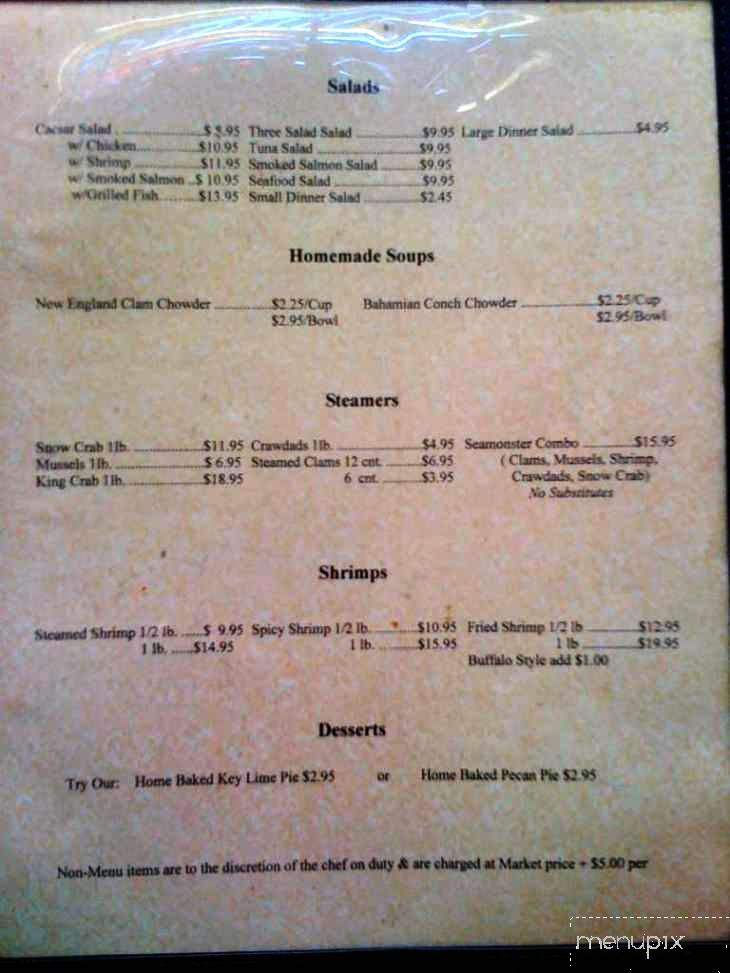 Salads
Caesar Salad ..................... $ .95 Three Salad Salad ................ $9.95 Large Dinner Salad ............... $4.95
w/ Chicken............ $10.95 Tuna Salad ........................... $9.95
w/ Shrimp ............. $11.95 Smoked Salmon Salad .......... $9.95
w/ Smoked Salmon ..$ 10.95 Seafood Salad ..................... $9.95
w/Grilled Fish......... $13.95 Small Dinner Salad .............. $2.45
Homemade Soups
New England Clam Chowder .............. $2.25/Cup Bahamian Conch Chowder .................. $2.25/Cup
$2.95/Bowl $2.95/Bowl
Steamers
Snow Crab 1lb. .................$11.95 Crawdads 1lb. ......................$4.95 Seamonster Combo .............$15.95
Mussels 1lb. ......................$ 6.95 Steamed Clams 12 cnt. .........$6.95 ( Clams, Mussels, Shrimp,
King Crab 1lb. ...................$18.95 6 cnt. .........$3.95 Crawdads, Snow Crab)
No Substitutes
Shrimps
Steamed Shrimp 1/2 lb. ......$ 9.95 Spicy Shrimp 1/2 lb. ...........$10.95 Fried Shrimp 1/2 lb .............$12.95
1 lb. ......$14.95 1 lb. ...........$15.95 1 lb .............$19.95
Buffalo Style add $1.00
Desserts
Try Our: Home Baked Key Lime Pie $2.95 or Home Baked Pecan Pie $2.95
Non-Menu items are to the discretion of the chef on duty & are charged at Market price + $5.00 per
menupix